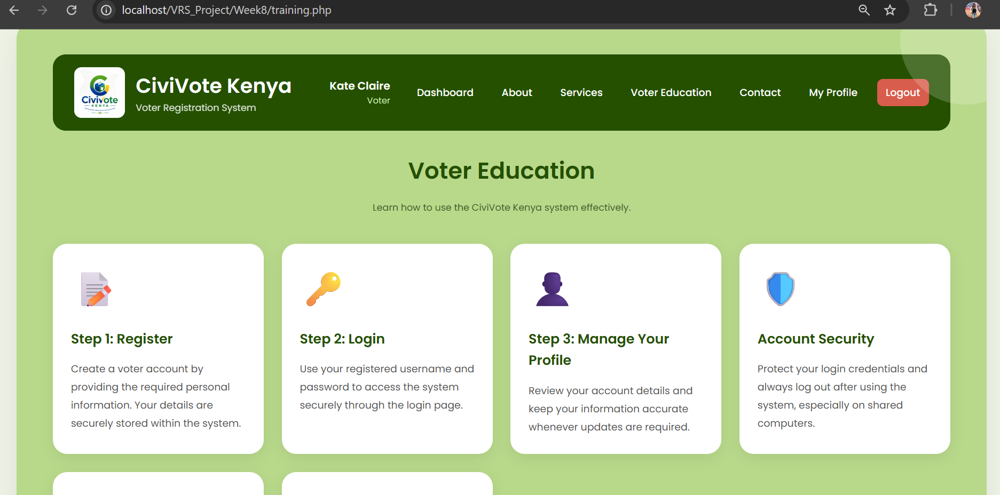 localhost/VRS_Project/Week8/training.php
Civivote
KENYA
CiviVote Kenya
Voter Registration System
Kate Claire
Voter
Dashboard
About
Services
Voter Education
Contact
My Profile
Logout
Voter Education
Learn how to use the CiviVote Kenya system effectively.
Step 1: Register
Create a voter account by
providing the required personal
information. Your details are
securely stored within the system.
Step 2: Login
Use your registered username and
password to access the system
securely through the login page.
Step 3: Manage Your
Profile
Review your account details and
keep your information accurate
whenever updates are required.
Account Security
Protect your login credentials and
always log out after using the
system, especially on shared
computers.